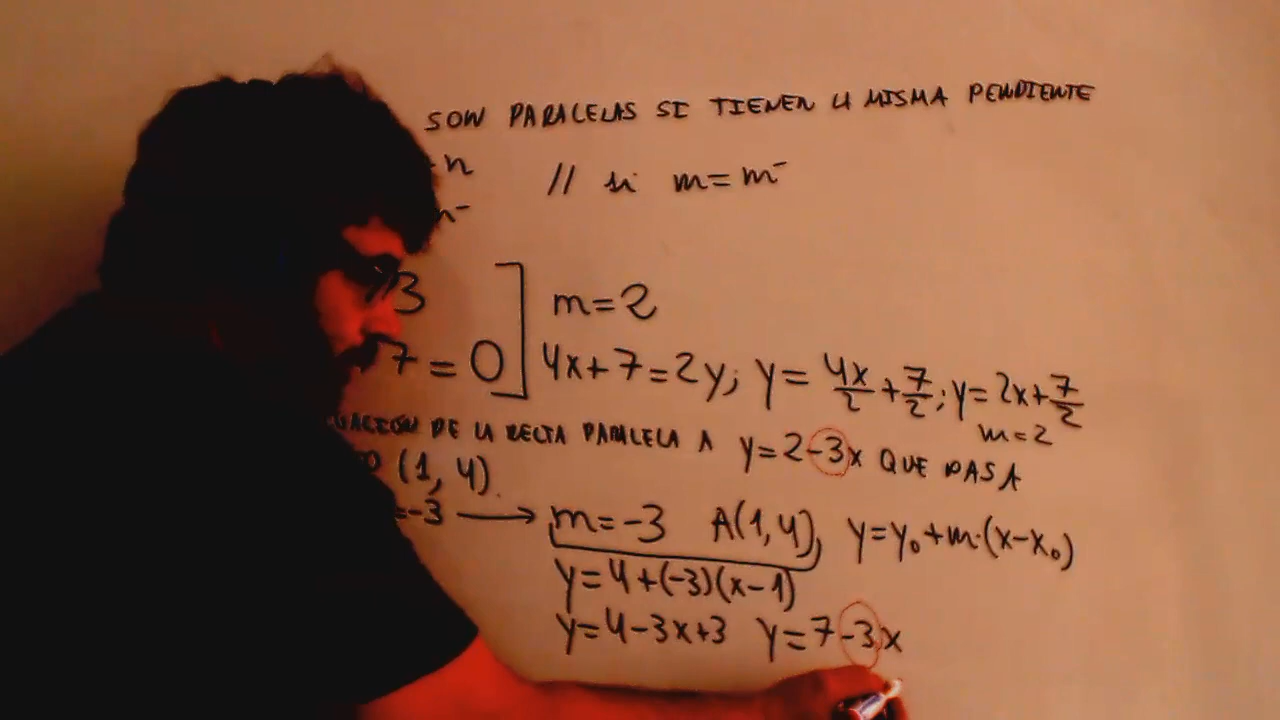 SON PARALELAS SI TIENEN LA MISMA PENDIENTE
n // si m=m-
n-
3 m=2
7=0 ] 4x+7=2y; y= 4x/2 + 7/2; y= 2x+ 7/2
m=2
UACIÓN DE LA RECTA PARALELA A y=2-3x QUE PASA
(1, 4)
=-3 → m=-3 A(1,4), y=y₀+m·(x-x₀)
y=4+(-3)(x-1)
y=4-3x+3 y=7-3x